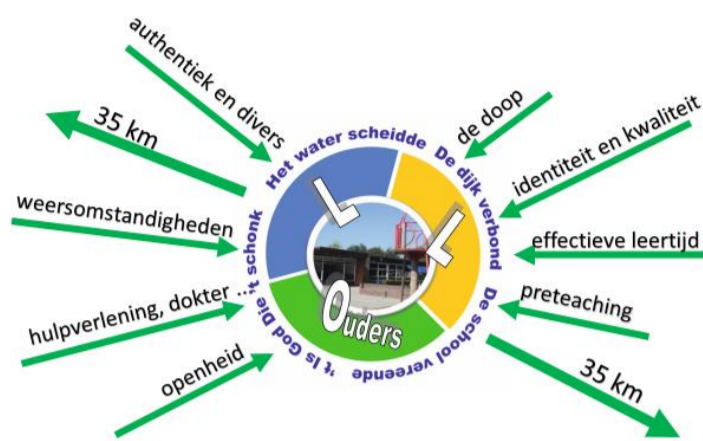 authentiek en divers
35 km
weersomstandigheden
hulpverlening, dokter ...
openheid
Het water scheidde
De dijk verbond
De school vereende
't Is God Die 't schonk
L
L
Ouders
de doop
identiteit en kwaliteit
effectieve leertijd
preteaching
35 km